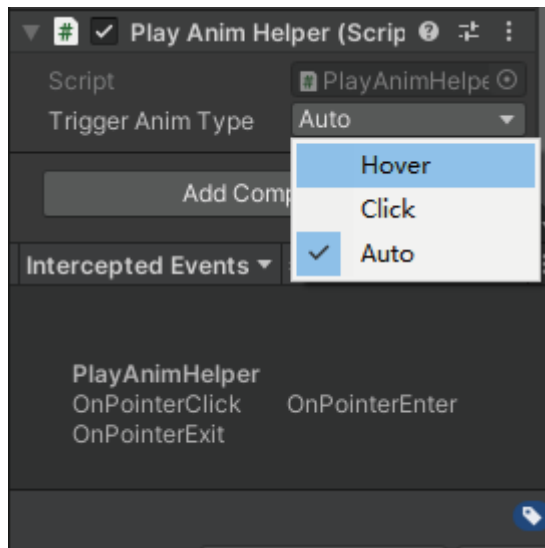 Play Anim Helper (Scrip
Script PlayAnimHelpe
Trigger Anim Type Auto
Hover
Add Comp
Click
Auto
Intercepted Events
PlayAnimHelper
OnPointerClick OnPointerEnter
OnPointerExit